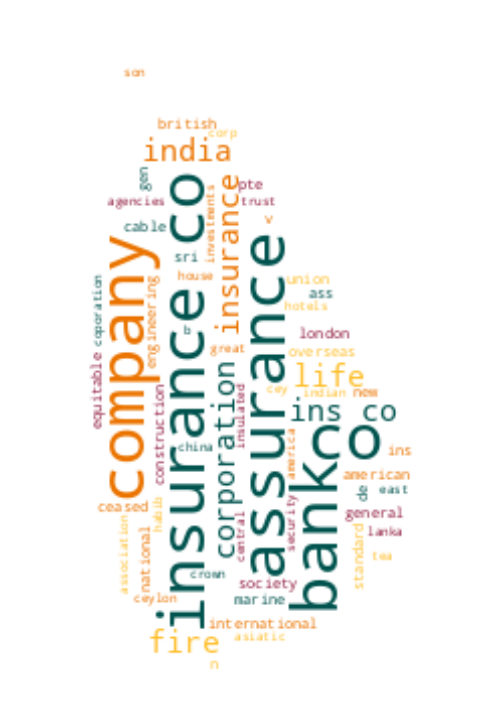 son
british
corp
india
gen
pte
agencies
trust
insurance co
investments
insurance
v
cable
company
assurance
sri
house
engineering
coporation
union
ass
hotels
b
london
great
overseas
equitable
corporation
life
cey
indian
new
insulated
construction
ins co
co
china
america
ins
bank
american
de
east
habib
security
ceased
general
central
association
national
standard
lanka
tea
crown
society
ceylon
marine
international
fire
asiatic
n